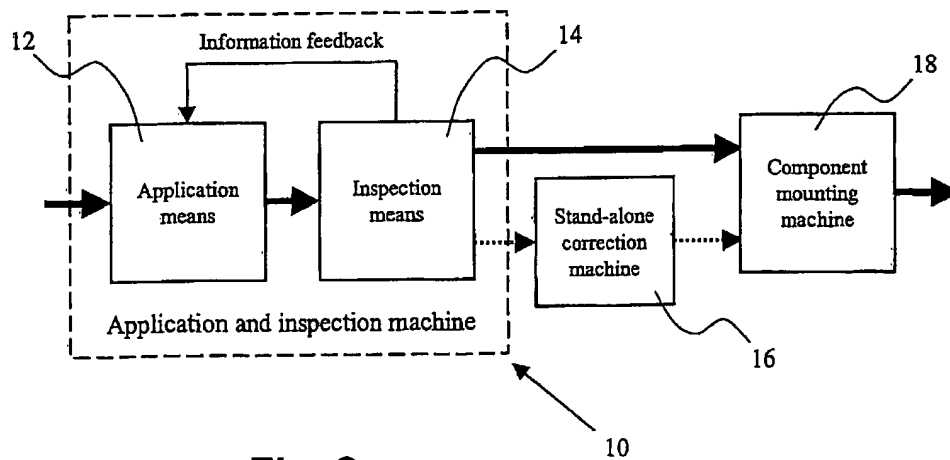 12
Information feedback
14
18
Application
means
Inspection
means
Component
mounting
machine
Stand-alone
correction
machine
Application and inspection machine
16
10